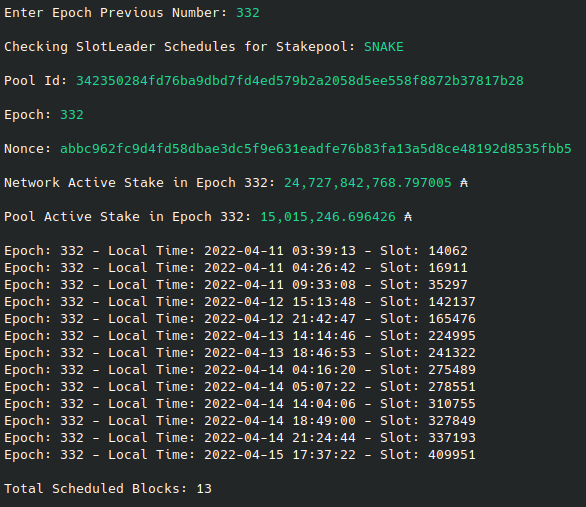 Enter Epoch Previous Number: 332
Checking SlotLeader Schedules for Stakepool: SNAKE
Pool Id: 342350284fd76ba9dbd7fd4ed579b2a2058d5ee558f8872b37817b28
Epoch: 332
Nonce: abbc962fc9d4fd58dbae3dc5f9e631eadfe76b83fa13a5d8ce48192d8535fbb5
Network Active Stake in Epoch 332: 24,727,842,768.797005 ₳
Pool Active Stake in Epoch 332: 15,015,246.696426 ₳
Epoch: 332 - Local Time: 2022-04-11 03:39:13 - Slot: 14062
Epoch: 332 - Local Time: 2022-04-11 04:26:42 - Slot: 16911
Epoch: 332 - Local Time: 2022-04-11 09:33:08 - Slot: 35297
Epoch: 332 - Local Time: 2022-04-12 15:13:48 - Slot: 142137
Epoch: 332 - Local Time: 2022-04-12 21:42:47 - Slot: 165476
Epoch: 332 - Local Time: 2022-04-13 14:14:46 - Slot: 224995
Epoch: 332 - Local Time: 2022-04-13 18:46:53 - Slot: 241322
Epoch: 332 - Local Time: 2022-04-14 04:16:20 - Slot: 275489
Epoch: 332 - Local Time: 2022-04-14 05:07:22 - Slot: 278551
Epoch: 332 - Local Time: 2022-04-14 14:04:06 - Slot: 310755
Epoch: 332 - Local Time: 2022-04-14 18:49:00 - Slot: 327849
Epoch: 332 - Local Time: 2022-04-14 21:24:44 - Slot: 337193
Epoch: 332 - Local Time: 2022-04-15 17:37:22 - Slot: 409951
Total Scheduled Blocks: 13